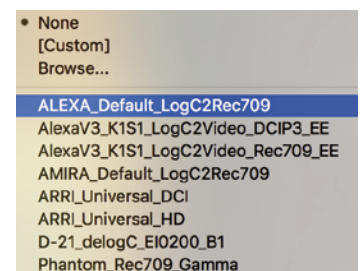 None
[Custom]
Browse...
ALEXA_Default_LogC2Rec709
AlexaV3_K1S1_LogC2Video_DCIP3_EE
AlexaV3_K1S1_LogC2Video_Rec709_EE
AMIRA_Default_LogC2Rec709
ARRI_Universal_DCI
ARRI_Universal_HD
D-21_delogC_EI0200_B1
Phantom_Rec709_Gamma